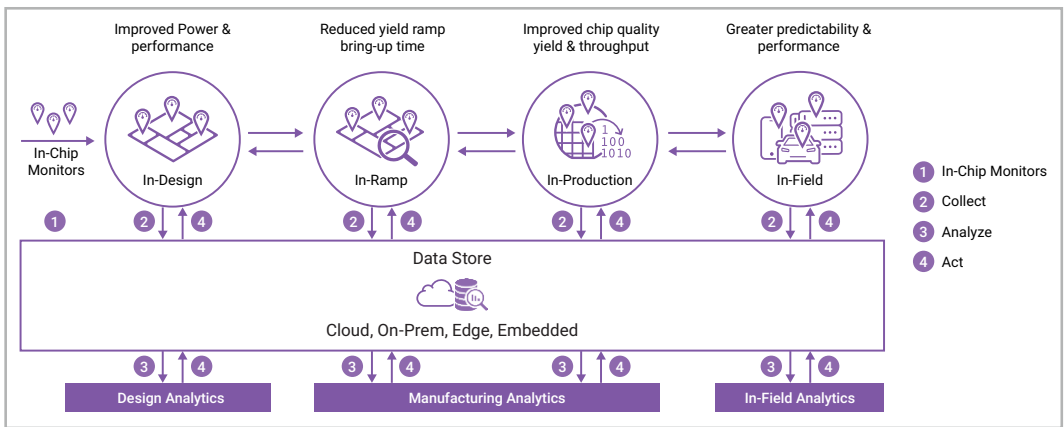 Improved Power &
performance
Reduced yield ramp
bring-up time
Improved chip quality
yield & throughput
Greater predictability &
performance
In-Chip
Monitors
In-Design
In-Ramp
1
100
1010
In-Production
In-Field
1
2
4
2
4
2
4
2
4
1 In-Chip Monitors
2 Collect
3 Analyze
4 Act
Data Store
Cloud, On-Prem, Edge, Embedded
3
4
3
4
3
4
3
4
Design Analytics
Manufacturing Analytics
In-Field Analytics